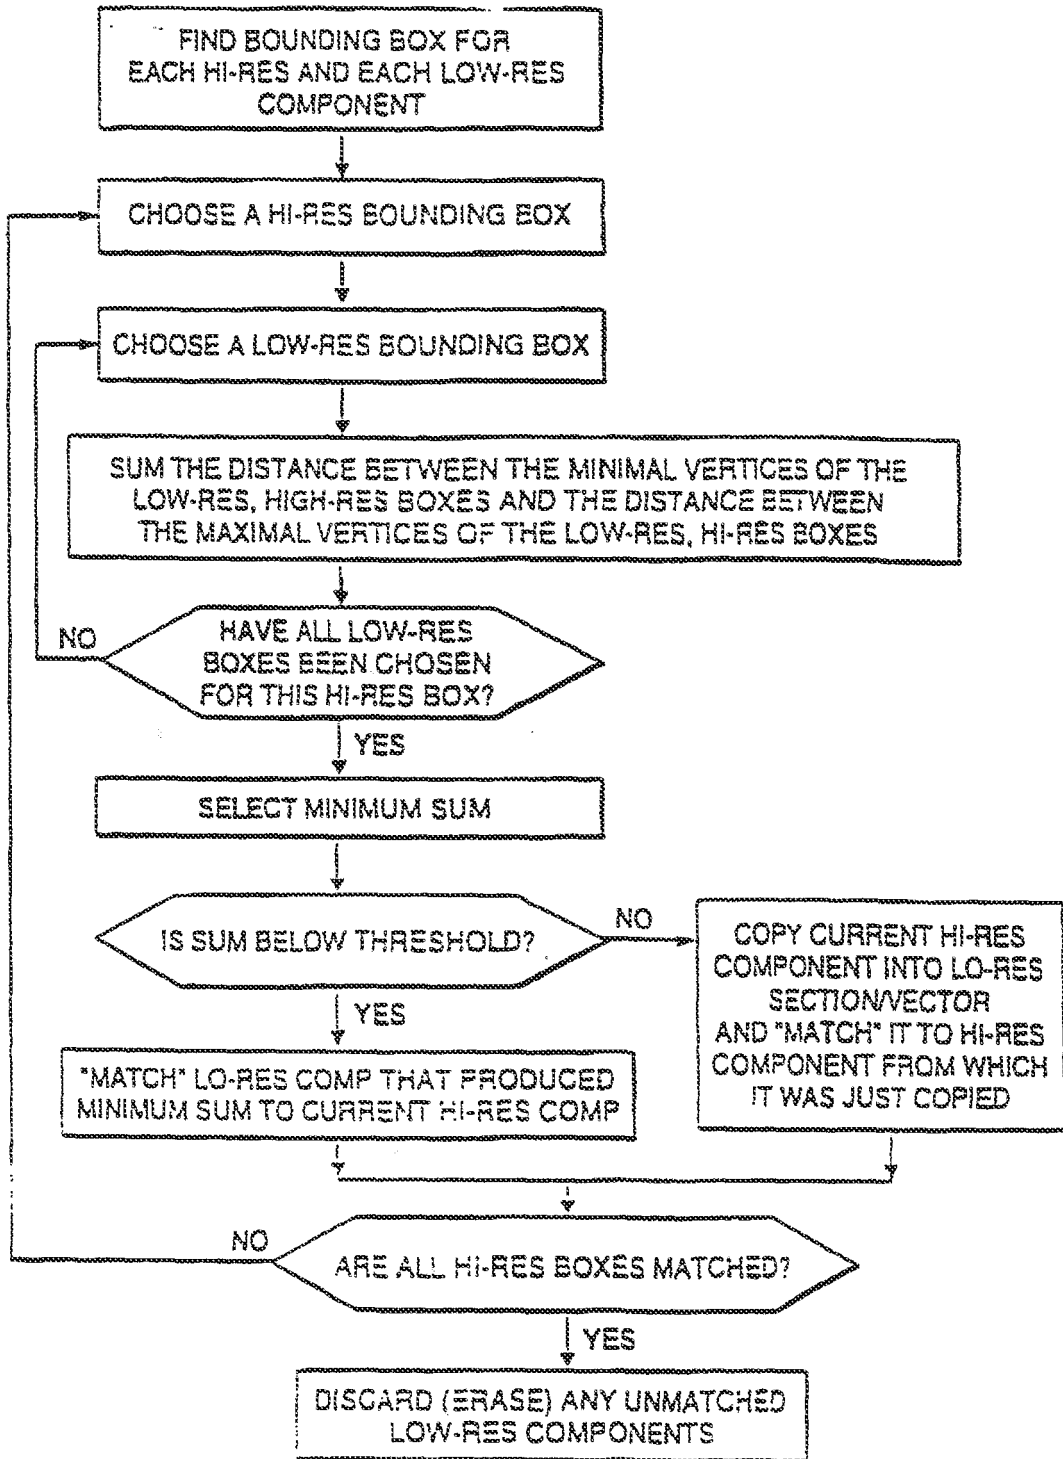 FIND BOUNDING BOX FOR
EACH HI-RES AND EACH LOW-RES
COMPONENT
CHOOSE A HI-RES BOUNDING BOX
CHOOSE A LOW-RES BOUNDING BOX
SUM THE DISTANCE BETWEEN THE MINIMAL VERTICES OF THE
LOW-RES, HIGH-RES BOXES AND THE DISTANCE BETWEEN
THE MAXIMAL VERTICES OF THE LOW-RES, HI-RES BOXES
NO
HAVE ALL LOW-RES
BOXES BEEN CHOSEN
FOR THIS HI-RES BOX?
YES
SELECT MINIMUM SUM
IS SUM BELOW THRESHOLD?
NO
COPY CURRENT HI-RES
COMPONENT INTO LO-RES
SECTION/VECTOR
AND "MATCH" IT TO HI-RES
COMPONENT FROM WHICH
IT WAS JUST COPIED
YES
"MATCH" LO-RES COMP THAT PRODUCED
MINIMUM SUM TO CURRENT HI-RES COMP
NO
ARE ALL HI-RES BOXES MATCHED?
YES
DISCARD (ERASE) ANY UNMATCHED
LOW-RES COMPONENTS